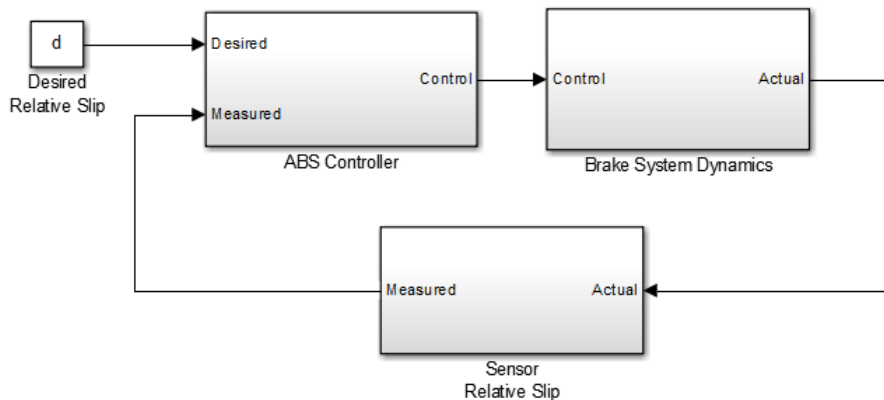 d
Desired
Relative Slip
Desired
Measured
Control
ABS Controller
Control
Actual
Brake System Dynamics
Measured
Actual
Sensor
Relative Slip